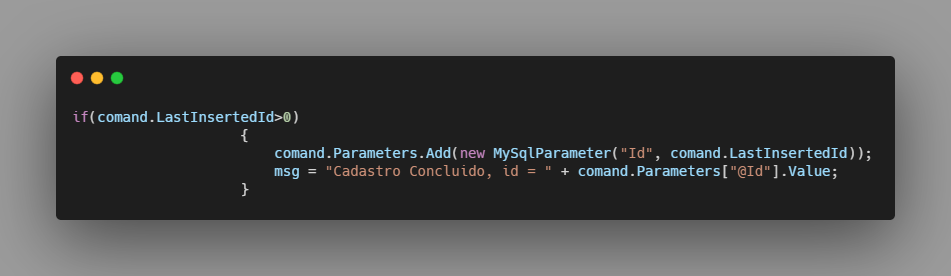 if(comand.LastInsertedId>0)
{
comand.Parameters.Add(new MySqlParameter("Id", comand.LastInsertedId));
msg = "Cadastro Concluido, id = " + comand.Parameters["@Id"].Value;
}